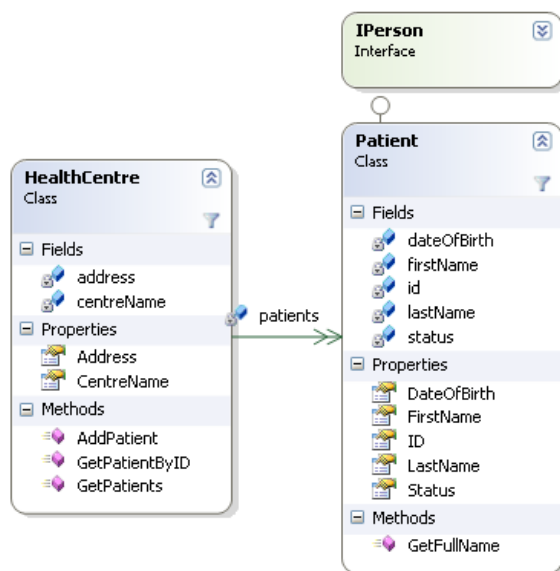 IPerson
Interface
HealthCentre
Class
Fields
address
centreName
Properties
Address
CentreName
Methods
AddPatient
GetPatientByID
GetPatients
patients
Patient
Class
Fields
dateOfBirth
firstName
id
lastName
status
Properties
DateOfBirth
FirstName
ID
LastName
Status
Methods
GetFullName